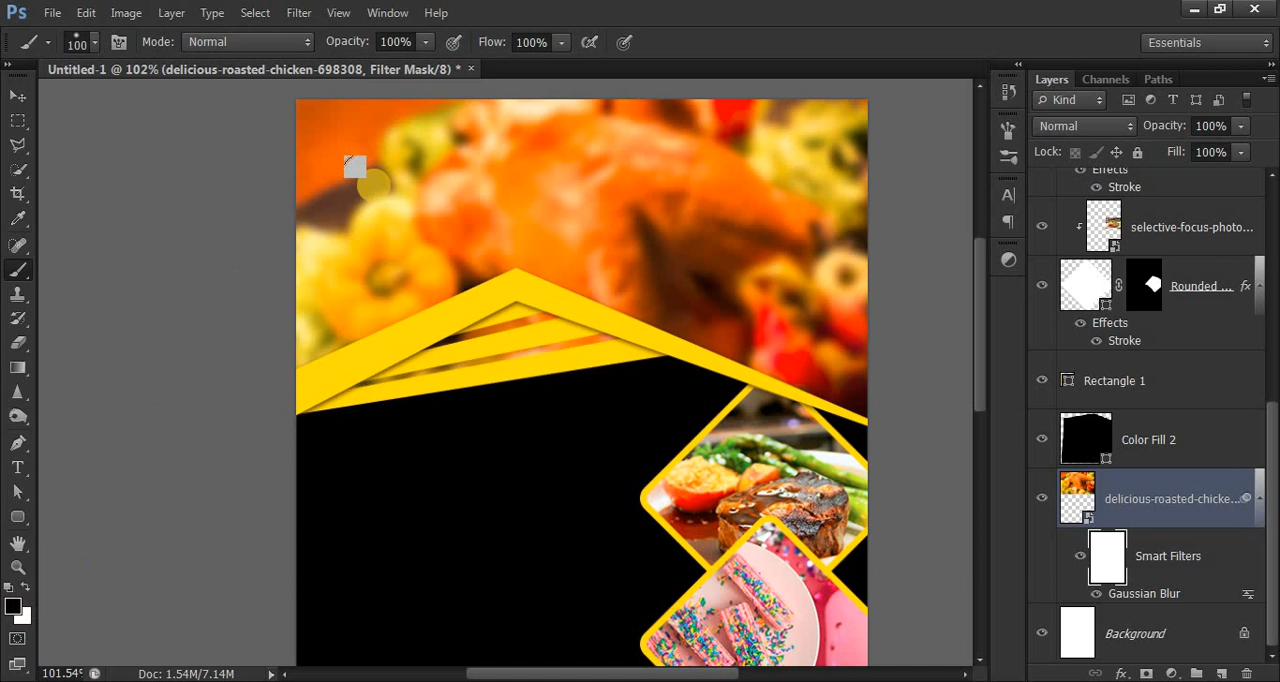 Ps File Edit Image Layer Type Select Filter View Window Help
100 Mode: Normal Opacity: 100% Flow: 100% Essentials
Untitled-1 @ 102% (delicious-roasted-chicken-698308, Filter Mask/8) * ×
Layers Channels Paths
Kind
Normal Opacity: 100%
Lock: Fill: 100%
Effects
Stroke
selective-focus-photo...
Rounded ... fx
Effects
Stroke
Rectangle 1
Color Fill 2
delicious-roasted-chicke...
Smart Filters
Gaussian Blur
Background
101.54% Doc: 1.54M/7.14M